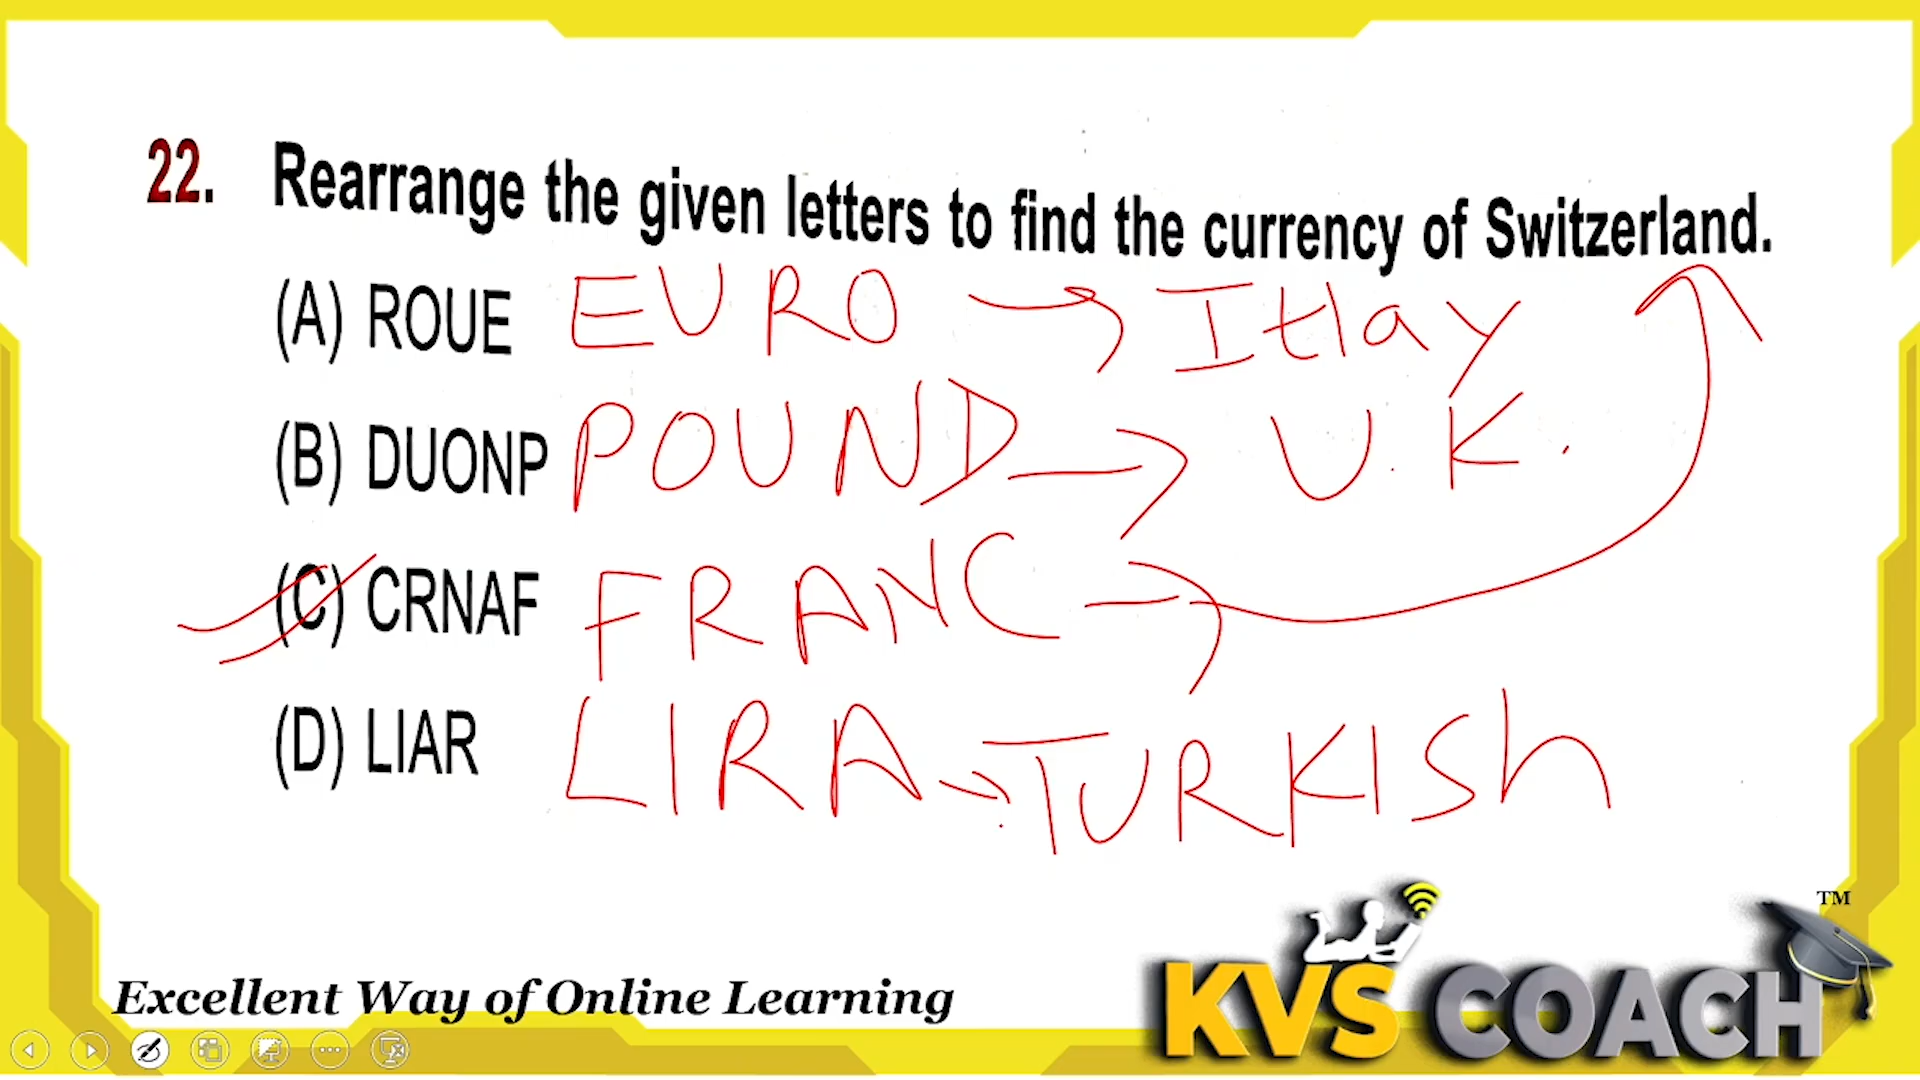 22. Rearrange the given letters to find the currency of Switzerland.
(A) ROUE EURO → Itlay
(B) DUONP POUND → U.K.
(C) CRNAF FRANC →
(D) LIAR LIRA → TURKISh
TM
Excellent Way of Online Learning
KVS COACH